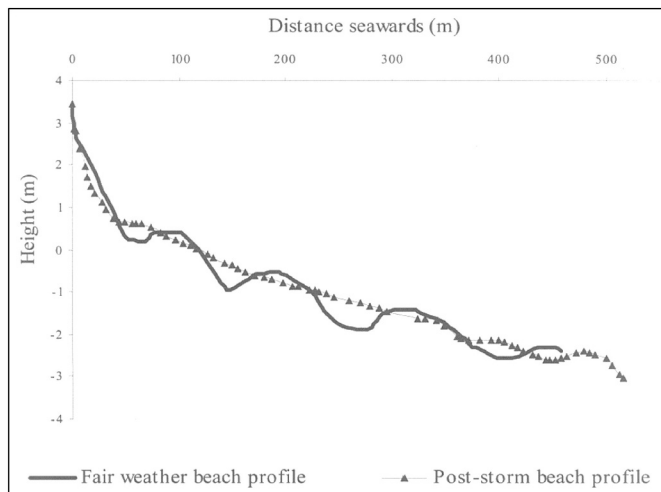 Distance seawards (m)
0 100 200 300 400 500
4
3
2
1
0
-1
-2
-3
-4
Height (m)
Fair weather beach profile Post-storm beach profile